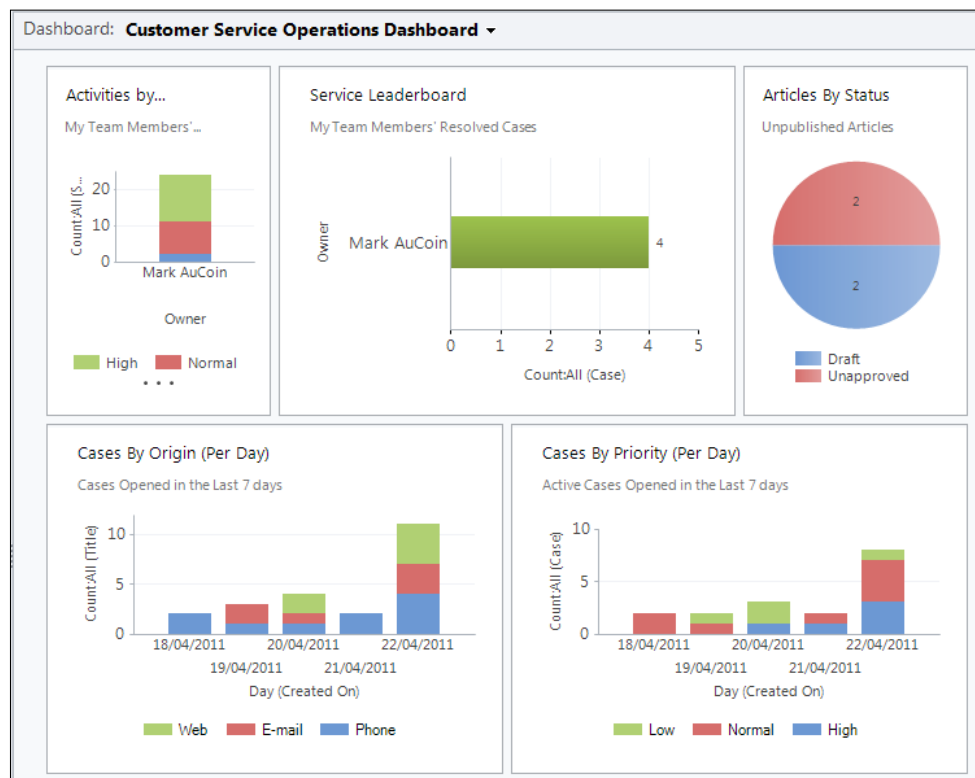 Dashboard: Customer Service Operations Dashboard
Activities by...
My Team Members'...
Count:All (S...
20
10
0
Mark AuCoin
Owner
High Normal
...
Service Leaderboard
My Team Members' Resolved Cases
Owner
Mark AuCoin
4
0 1 2 3 4 5
Count:All (Case)
Articles By Status
Unpublished Articles
2
2
Draft
Unapproved
Cases By Origin (Per Day)
Cases Opened in the Last 7 days
Count:All (Title)
10
5
0
18/04/2011 20/04/2011 22/04/2011
19/04/2011 21/04/2011
Day (Created On)
Web E-mail Phone
Cases By Priority (Per Day)
Active Cases Opened in the Last 7 days
Count:All (Case)
10
5
0
18/04/2011 20/04/2011 22/04/2011
19/04/2011 21/04/2011
Day (Created On)
Low Normal High